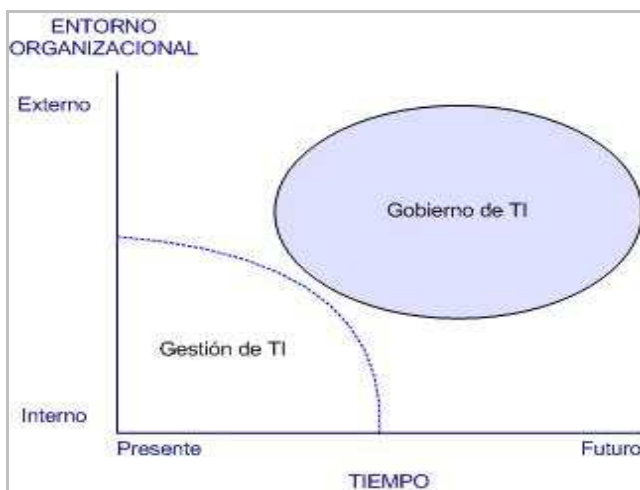 ENTORNO
ORGANIZACIONAL
Externo
Gobierno de TI
Gestión de TI
Interno
Presente
Futuro
TIEMPO